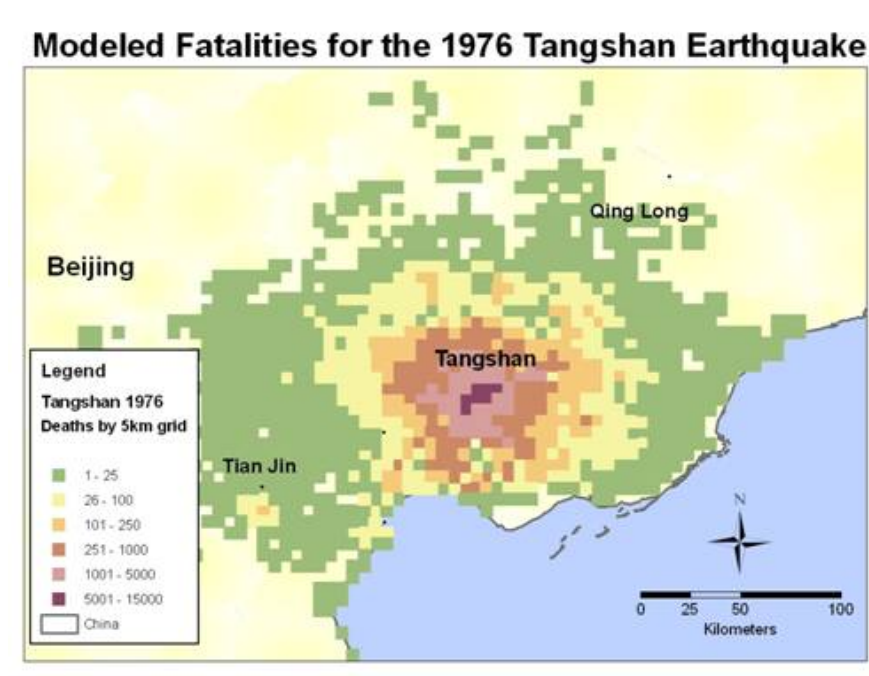 Modeled Fatalities for the 1976 Tangshan Earthquake
Qing Long
Beijing
Tangshan
Legend
Tangshan 1976
Deaths by 5km grid
1 - 25
26 - 100
101 - 250
251 - 1000
1001 - 5000
5001 - 15000
China
Tian Jin
N
0 25 50 100
Kilometers